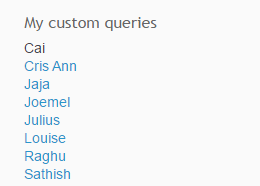 My custom queries
Cai
Cris Ann
Jaja
Joemel
Julius
Louise
Raghu
Sathish